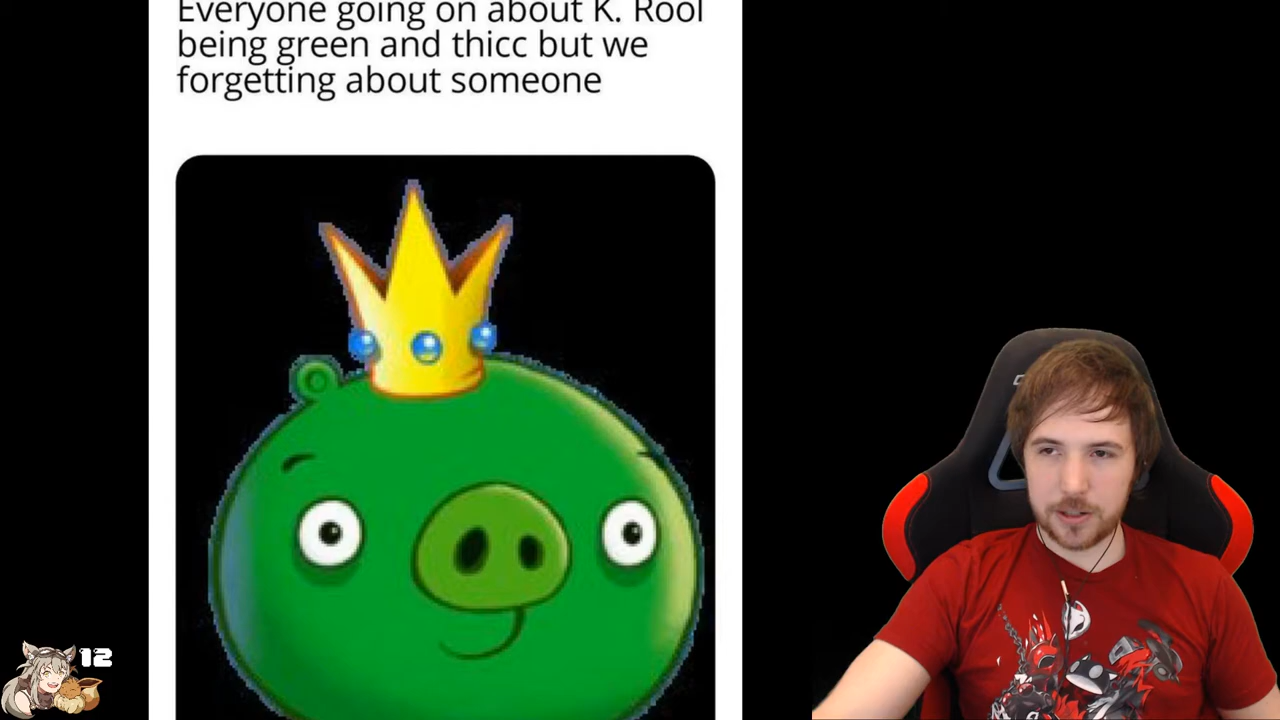 Everyone going on about K. Rool
being green and thicc but we
forgetting about someone
12